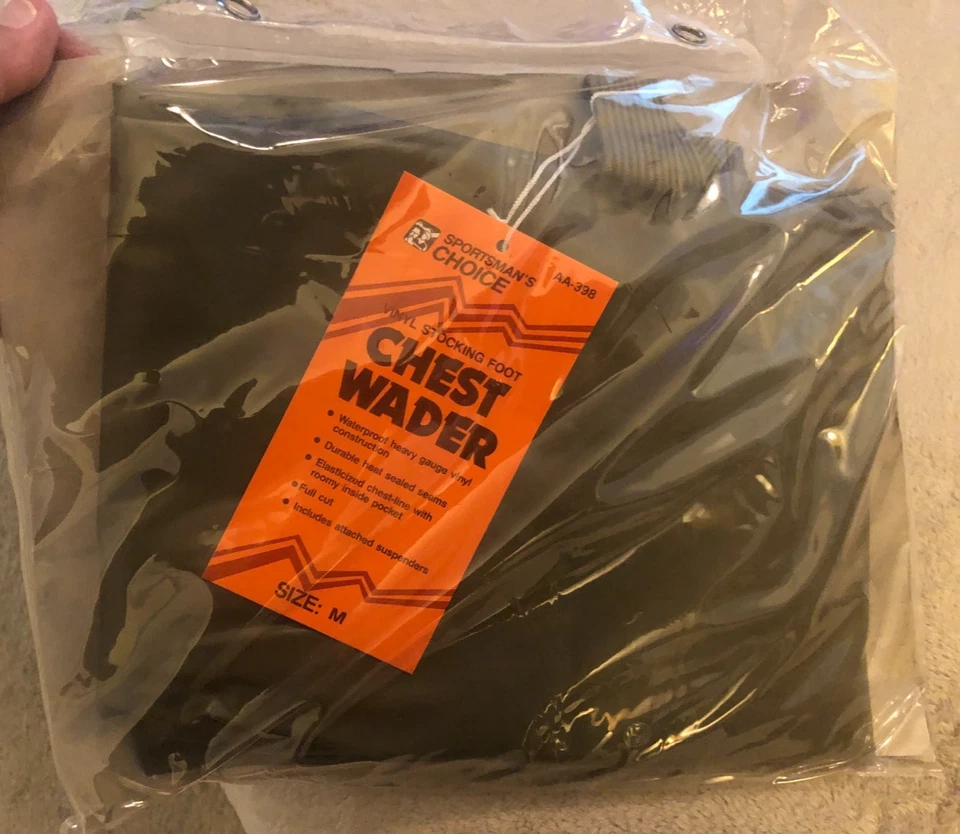 SPORTSMAN'S
CHOICE
AA-398
VINYL STOCKING FOOT
CHEST
WADER
• Waterproof heavy gauge vinyl
construction
• Durable heat sealed seams
• Elasticized chest-line with
roomy inside pocket
• Full cut
• Includes attached suspenders
SIZE: M